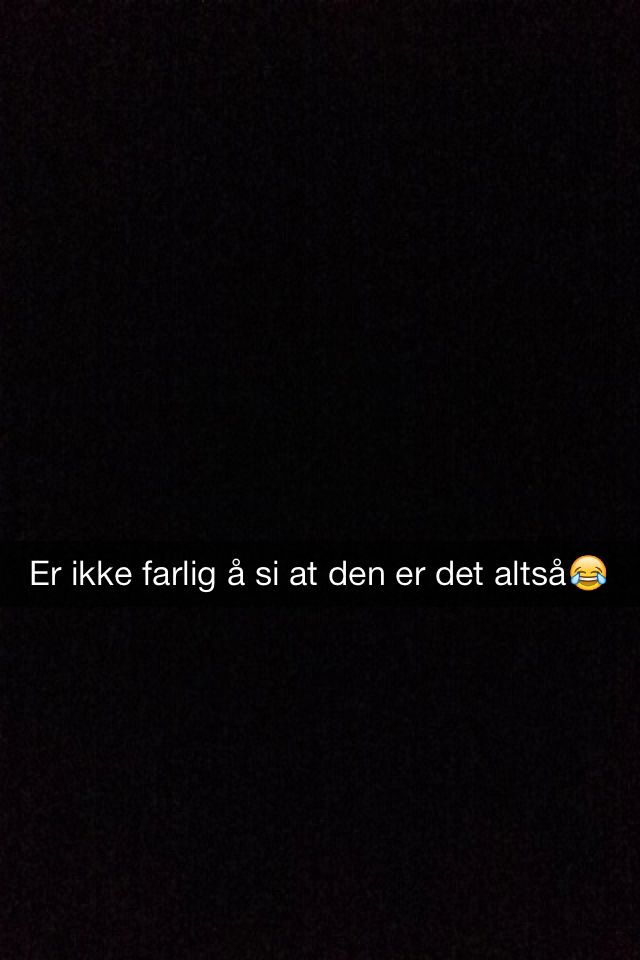 Er ikke farlig å si at den er det altså😂